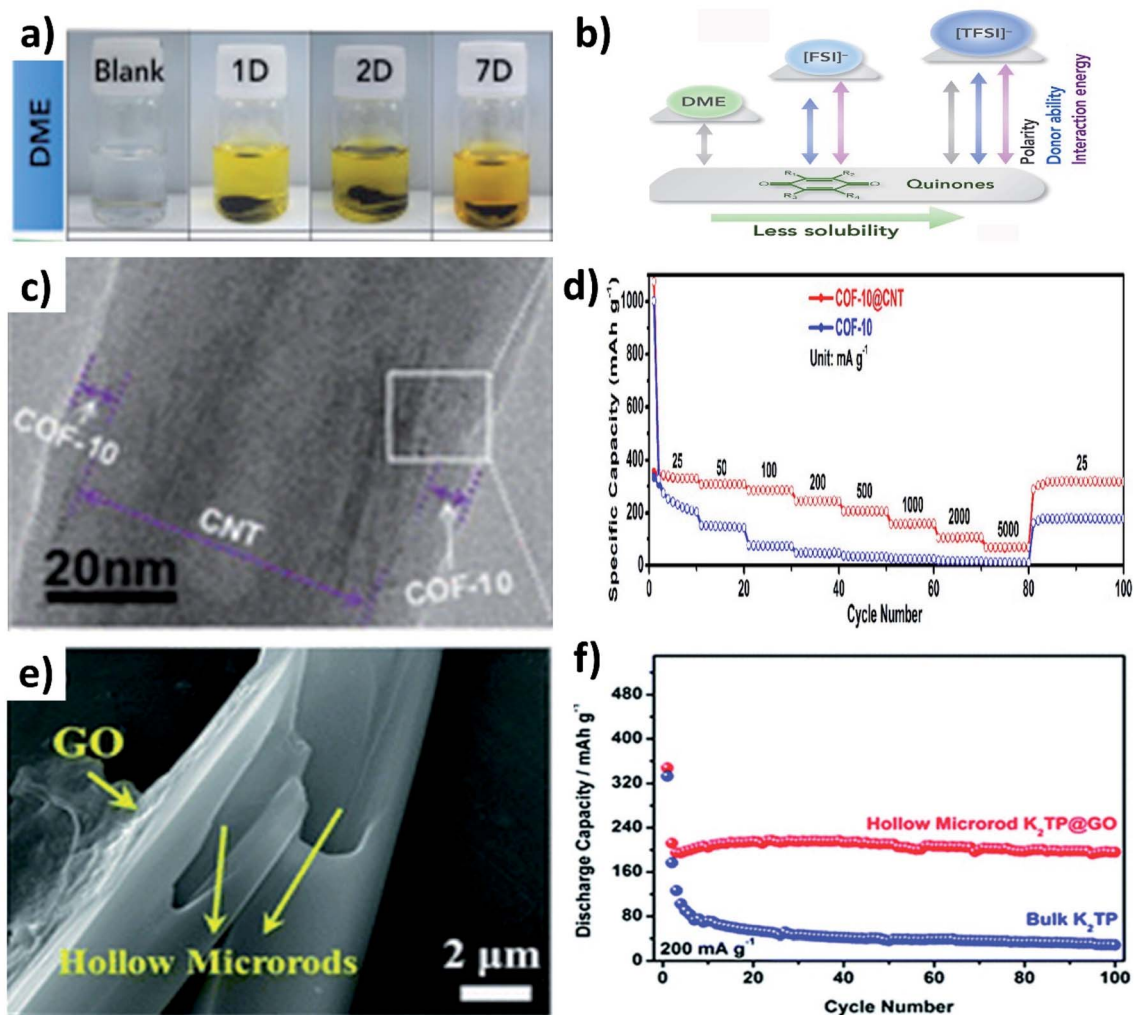 a)
DME
Blank
1D
2D
7D
b)
[TFSI]⁻
[FSI]⁻
DME
Polarity
Donor ability
Interaction energy
R₁ R₂
O O
R₃ R₄
Quinones
Less solubility
c)
COF-10
CNT
COF-10
20nm
d)
COF-10@CNT
COF-10
Unit: mA g⁻¹
Specific Capacity (mAh g⁻¹)
1000
800
600
400
200
0
25
50
100
200
500
1000
2000
5000
25
0 20 40 60 80 100
Cycle Number
e)
GO
Hollow Microrods
2 μm
f)
Discharge Capacity / mAh g⁻¹
480
400
320
240
160
80
0
Hollow Microrod K₂TP@GO
Bulk K₂TP
200 mA g⁻¹
0 20 40 60 80 100
Cycle Number